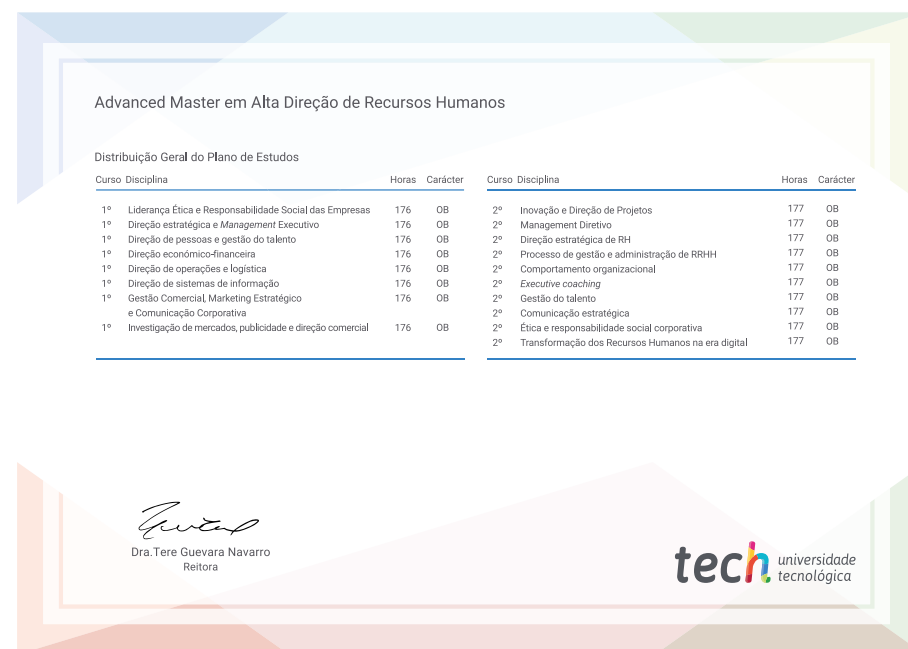 Advanced Master em Alta Direção de Recursos Humanos
Distribuição Geral do Plano de Estudos
Curso Disciplina Horas Carácter
1º Liderança Ética e Responsabilidade Social das Empresas 176 OB
1º Direção estratégica e Management Executivo 176 OB
1º Direção de pessoas e gestão do talento 176 OB
1º Direção económico-financeira 176 OB
1º Direção de operações e logística 176 OB
1º Direção de sistemas de informação 176 OB
1º Gestão Comercial, Marketing Estratégico 176 OB
e Comunicação Corporativa
1º Investigação de mercados, publicidade e direção comercial 176 OB
Curso Disciplina Horas Carácter
2º Inovação e Direção de Projetos 177 OB
2º Management Diretivo 177 OB
2º Direção estratégica de RH 177 OB
2º Processo de gestão e administração de RRHH 177 OB
2º Comportamento organizacional 177 OB
2º Executive coaching 177 OB
2º Gestão do talento 177 OB
2º Comunicação estratégica 177 OB
2º Ética e responsabilidade social corporativa 177 OB
2º Transformação dos Recursos Humanos na era digital 177 OB
Dra.Tere Guevara Navarro
Reitora
tech universidade
tecnológica